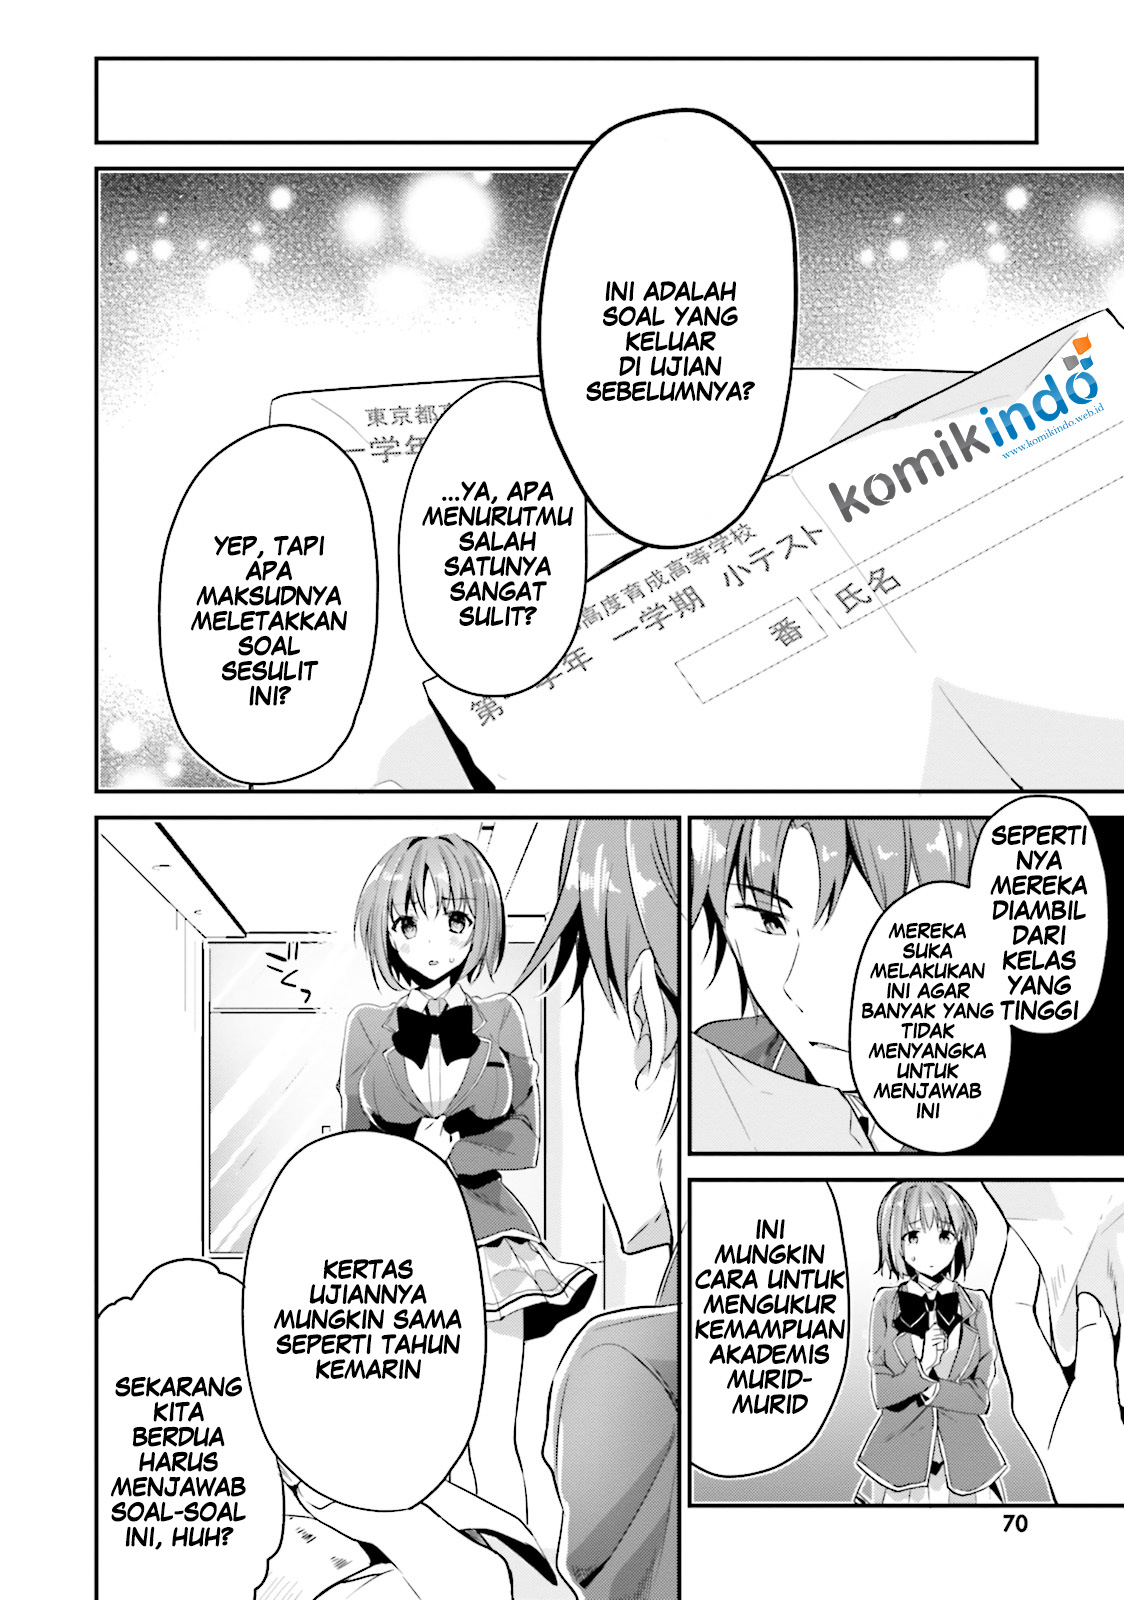 INI ADALAH
SOAL YANG
KELUAR
DI UJIAN
SEBELUMNYA?
...YA, APA
MENURUTMU
SALAH
SATUNYA
SANGAT
SULIT?
YEP, TAPI
APA
MAKSUDNYA
MELETAKKAN
SOAL
SESULIT
INI?
東京都高
一学年
高度育成高等学校
第一学年 一学期 小テスト
番
氏名
komikindo
www.komikindo.web.id
SEPERTI
NYA
MEREKA
DIAMBIL
DARI
KELAS
YANG
TINGGI
MEREKA
SUKA
MELAKUKAN
INI AGAR
BANYAK YANG
TIDAK
MENYANGKA
UNTUK
MENJAWAB
INI
INI
MUNGKIN
CARA UNTUK
MENGUKUR
KEMAMPUAN
AKADEMIS
MURID-
MURID
KERTAS
UJIANNYA
MUNGKIN SAMA
SEPERTI TAHUN
KEMARIN
SEKARANG
KITA
BERDUA
HARUS
MENJAWAB
SOAL-SOAL
INI, HUH?
70